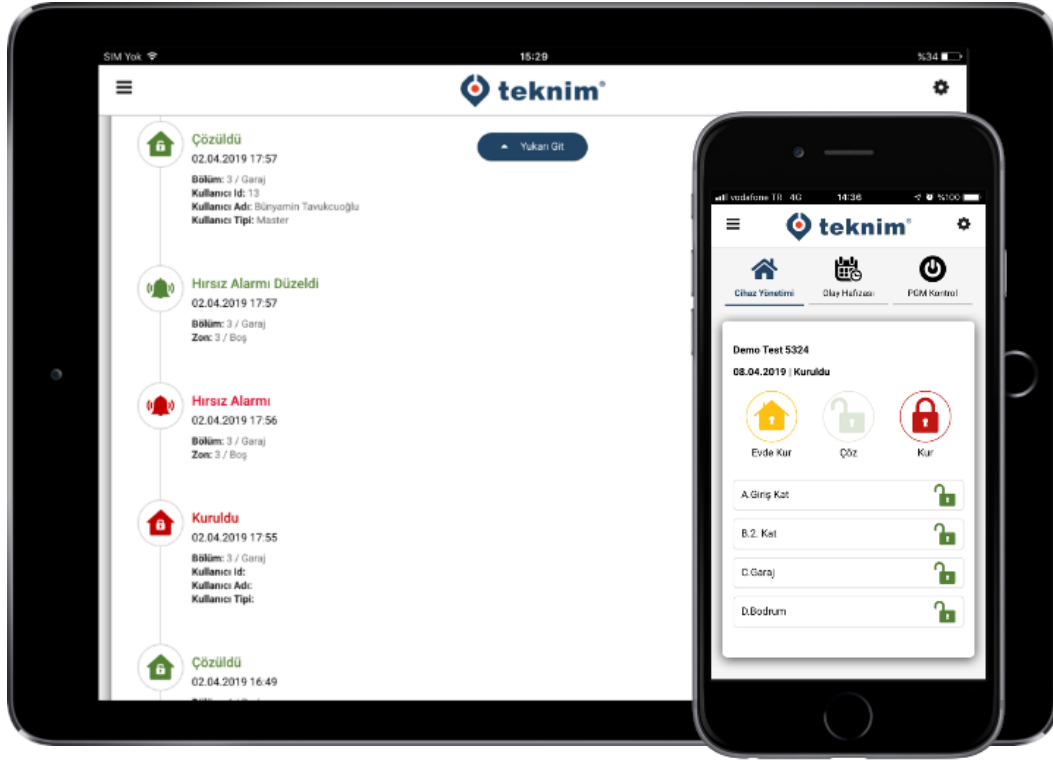 SIM Yok
15:29
%34
teknim®
Çözüldü
02.04.2019 17:57
Bölüm: 3 / Garaj
Kullanıcı Id: 13
Kullanıcı Adı: Bünyamin Tavukcuoğlu
Kullanıcı Tipi: Master
Yukarı Git
Hırsız Alarmı Düzeldi
02.04.2019 17:57
Bölüm: 3 / Garaj
Zon: 3 / Boş
Hırsız Alarmı
02.04.2019 17:56
Bölüm: 3 / Garaj
Zon: 3 / Boş
Kuruldu
02.04.2019 17:55
Bölüm: 3 / Garaj
Kullanıcı Id:
Kullanıcı Adı:
Kullanıcı Tipi:
Çözüldü
02.04.2019 16:49
vodafone TR 4G
14:36
%100
teknim®
Cihaz Yönetimi
Olay Hafızası
PGM Kontrol
Demo Test 5324
08.04.2019 | Kuruldu
Evde Kur
Çöz
Kur
A.Giriş Kat
B.2. Kat
C.Garaj
D.Bodrum